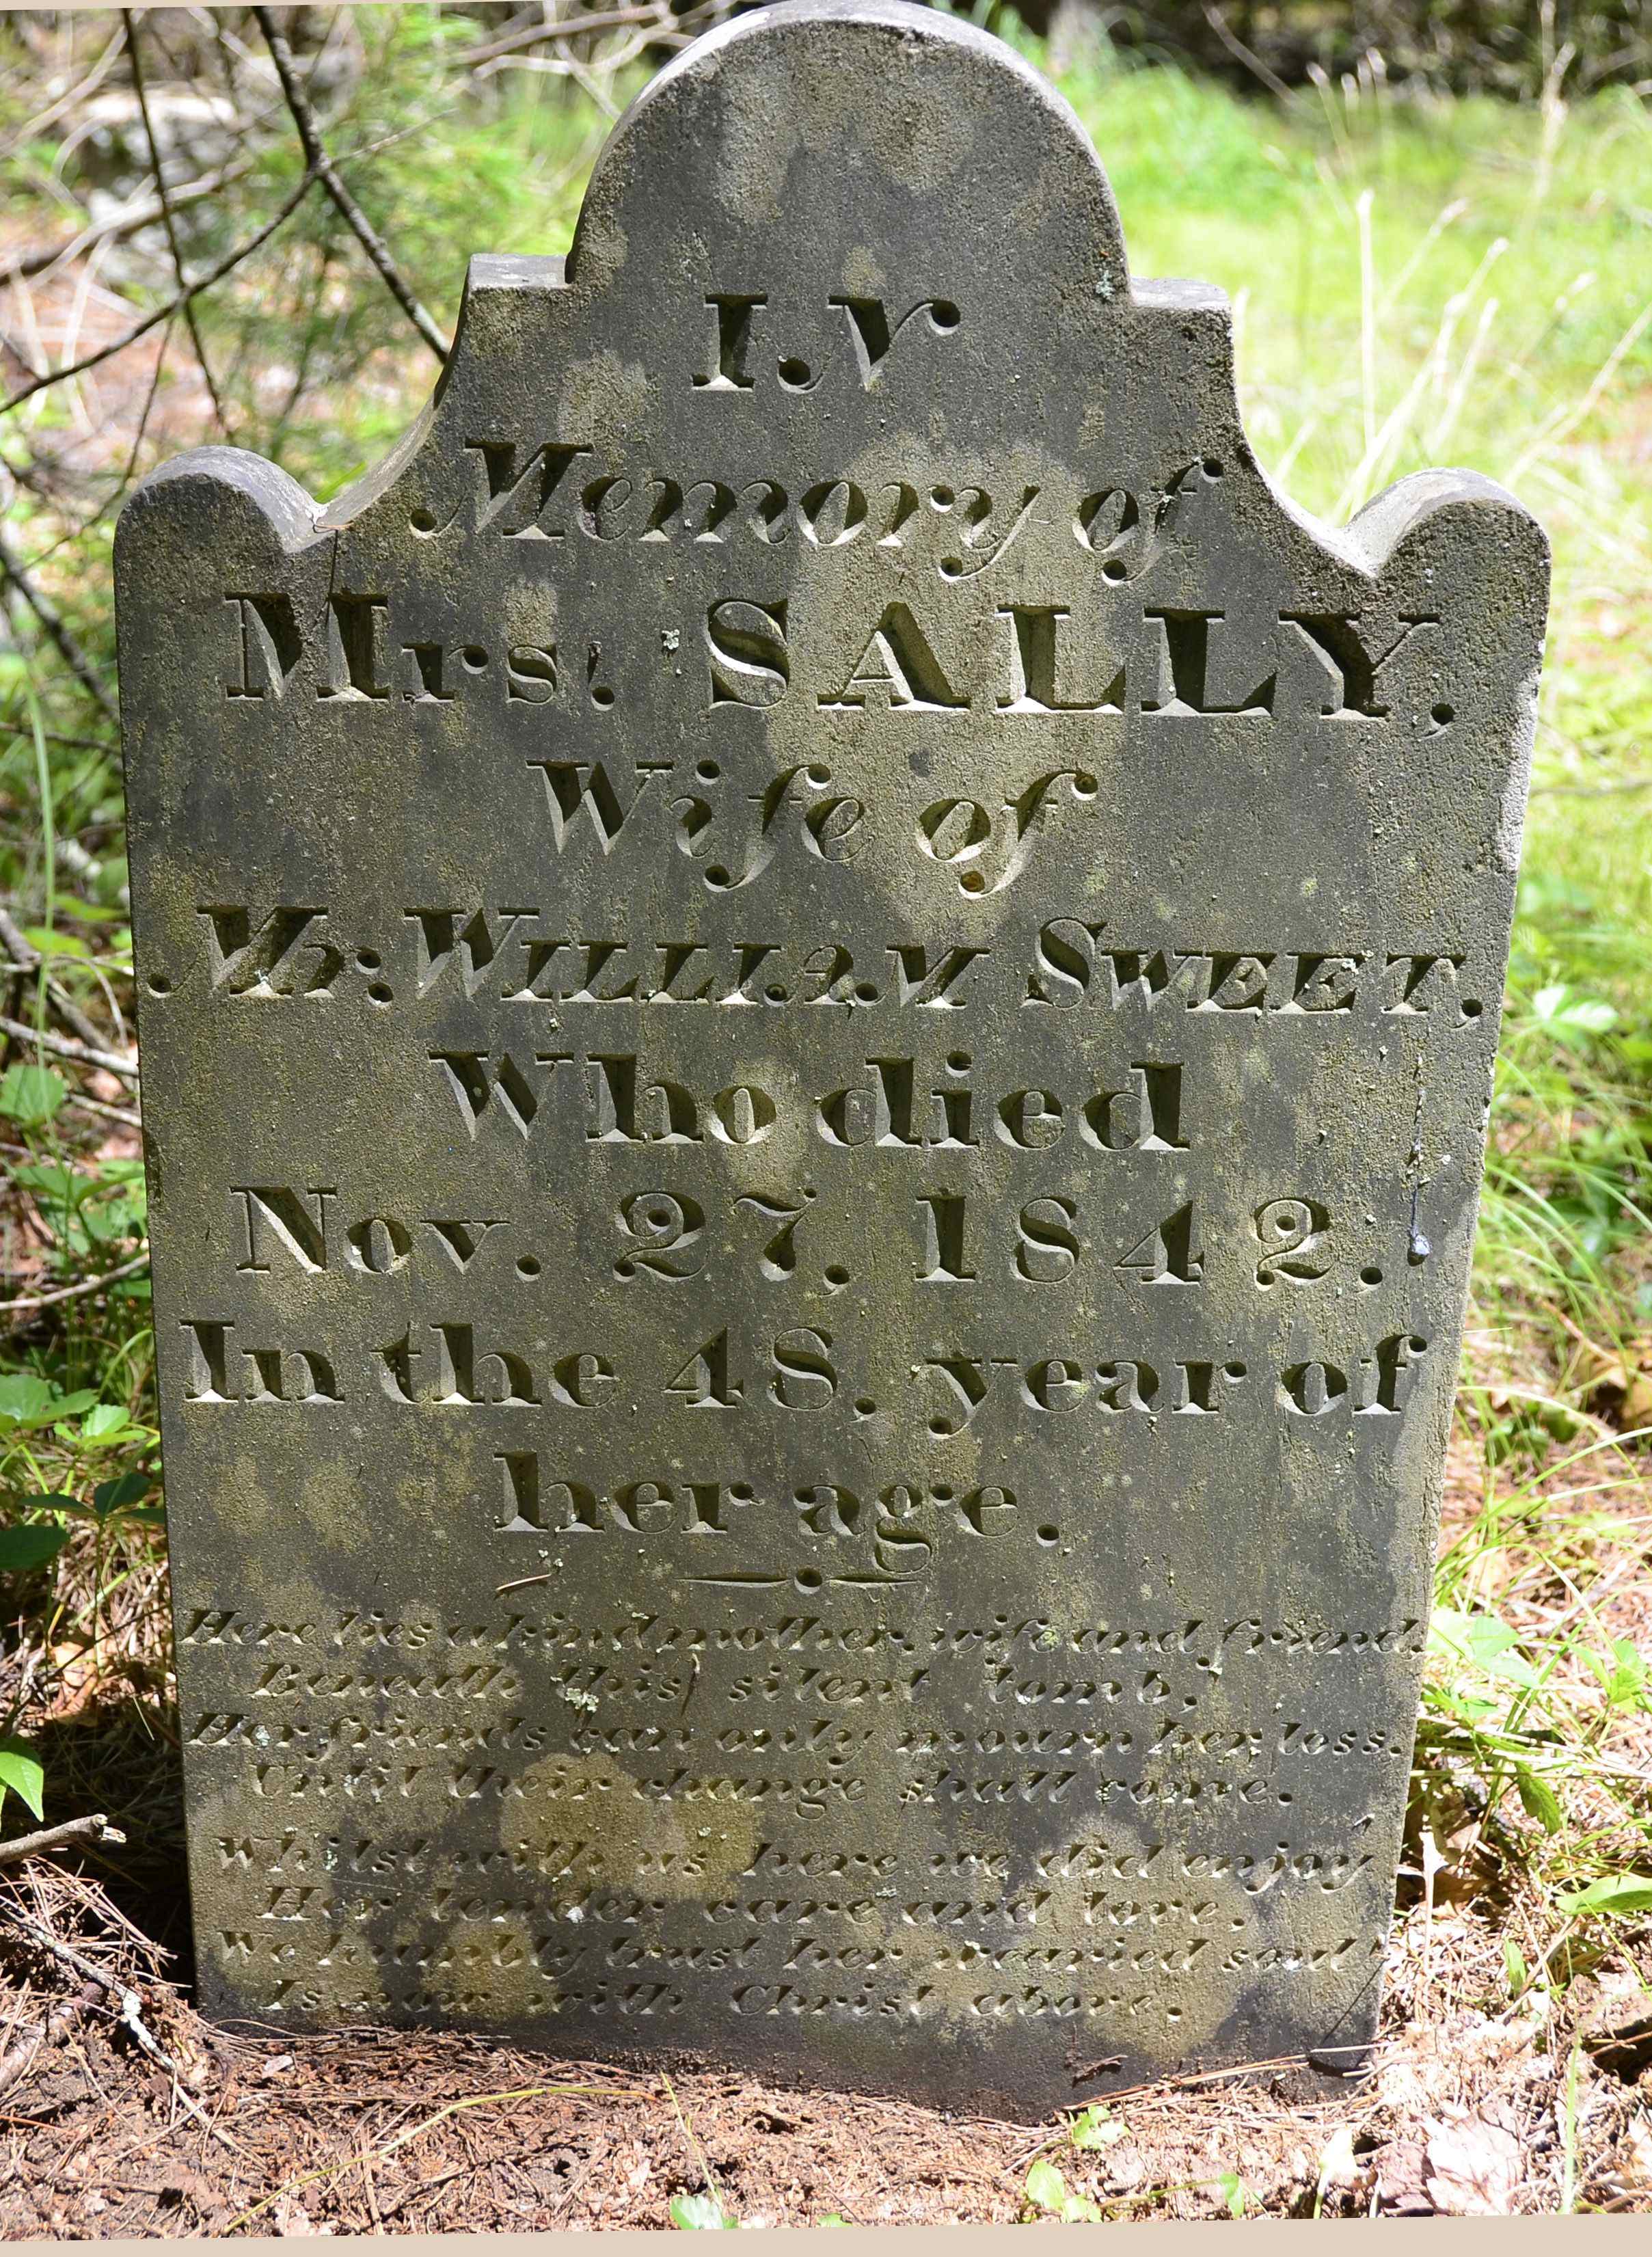 IN
Memory of
Mrs. SALLY,
Wife of
Mr: WILLIAM SWEET,
Who died
Nov. 27, 1842.
In the 48, year of
her age.
Here lies a kind mother, wife and friend,
Beneath this silent tomb,
Her friends can only mourn her loss.
Until their change shall come.
Whilst with us here we did enjoy
Her tender care and love,
We humbly trust her wearied soul
Is now with Christ above.